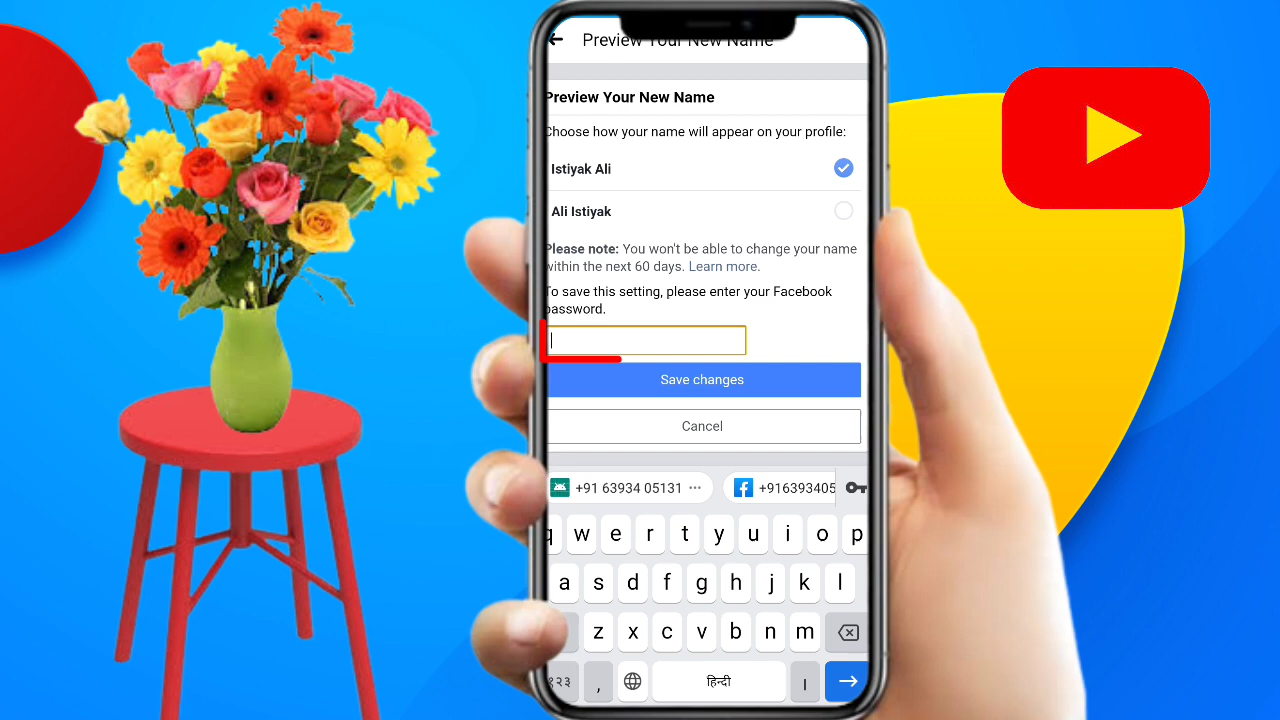 Preview Your New Name
Preview Your New Name
Choose how your name will appear on your profile:
Istiyak Ali
Ali Istiyak
Please note: You won't be able to change your name
within the next 60 days. Learn more.
To save this setting, please enter your Facebook
password.
Save changes
Cancel
+91 63934 05131 ••• +916393405
q w e r t y u i o p
a s d f g h j k l
z x c v b n m
१२३ , हिन्दी ।